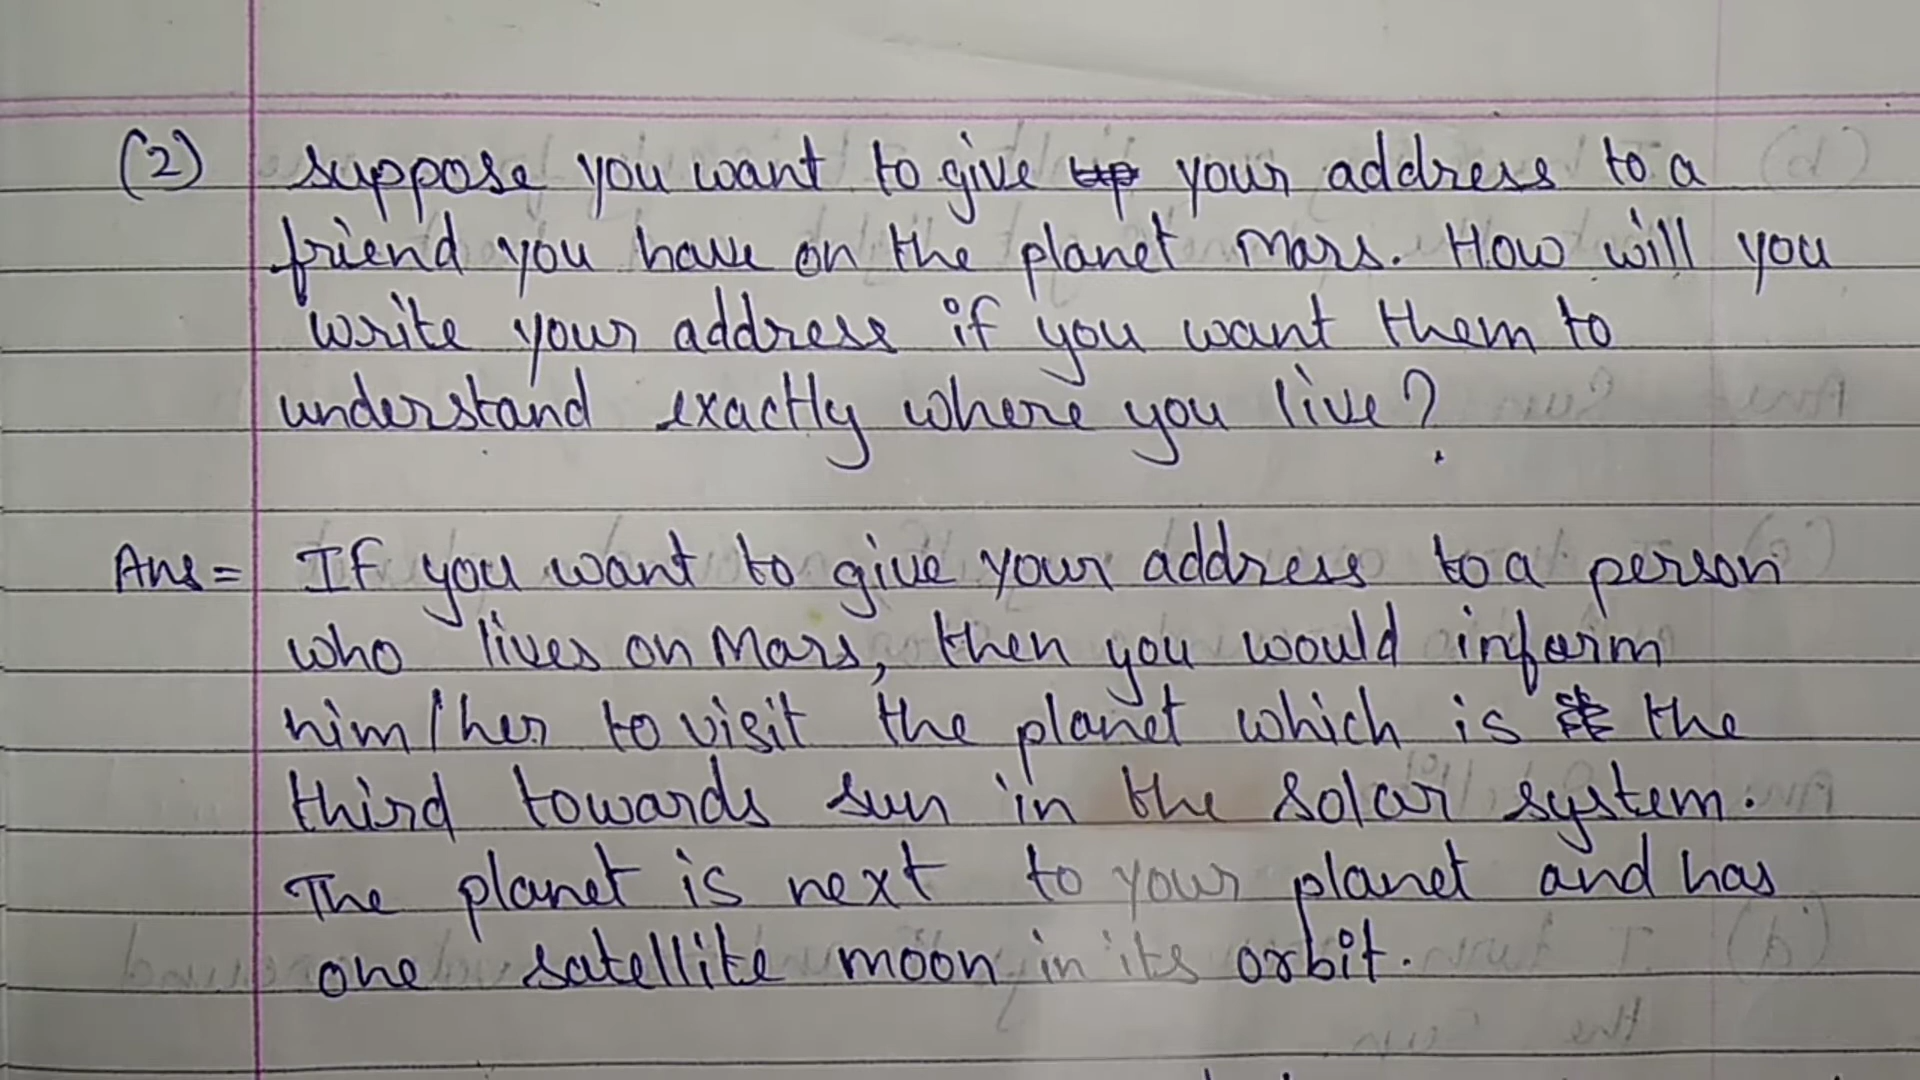 (2) suppose you want to give up your address to a
friend you have on the planet Mars. How will you
write your address if you want them to
understand exactly where you live?
Ans = If you want to give your address to a person
who lives on Mars, then you would inform
him/her to visit the planet which is the
third towards sun in the solar system.
The planet is next to your planet and has
one satellite moon in its orbit.